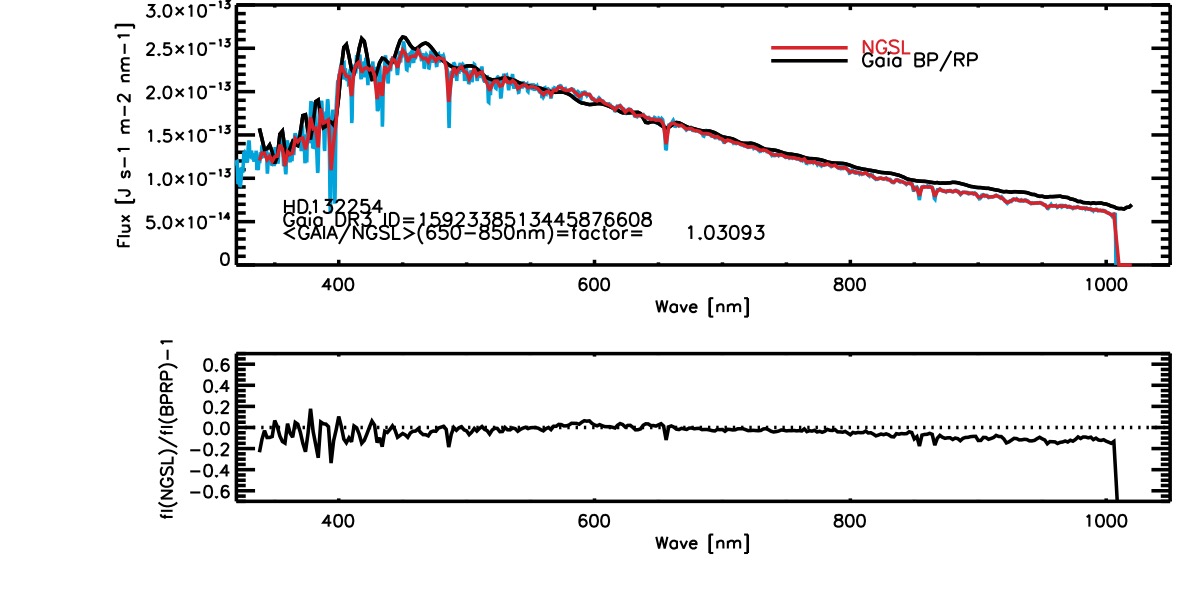 3.0×10−13
2.5×10−13
2.0×10−13
1.5×10−13
1.0×10−13
5.0×10−14
0
Flux [J s−1 m−2 nm−1]
NGSL
Gaia BP/RP
HD132254
Gaia DR3 ID=1592338513445876608
<GAIA/NGSL>(650−850nm)=factor= 1.03093
400 600 800 1000
Wave [nm]
fl(NGSL)/fl(BPRP)−1
0.6
0.4
0.2
0.0
−0.2
−0.4
−0.6
400 600 800 1000
Wave [nm]